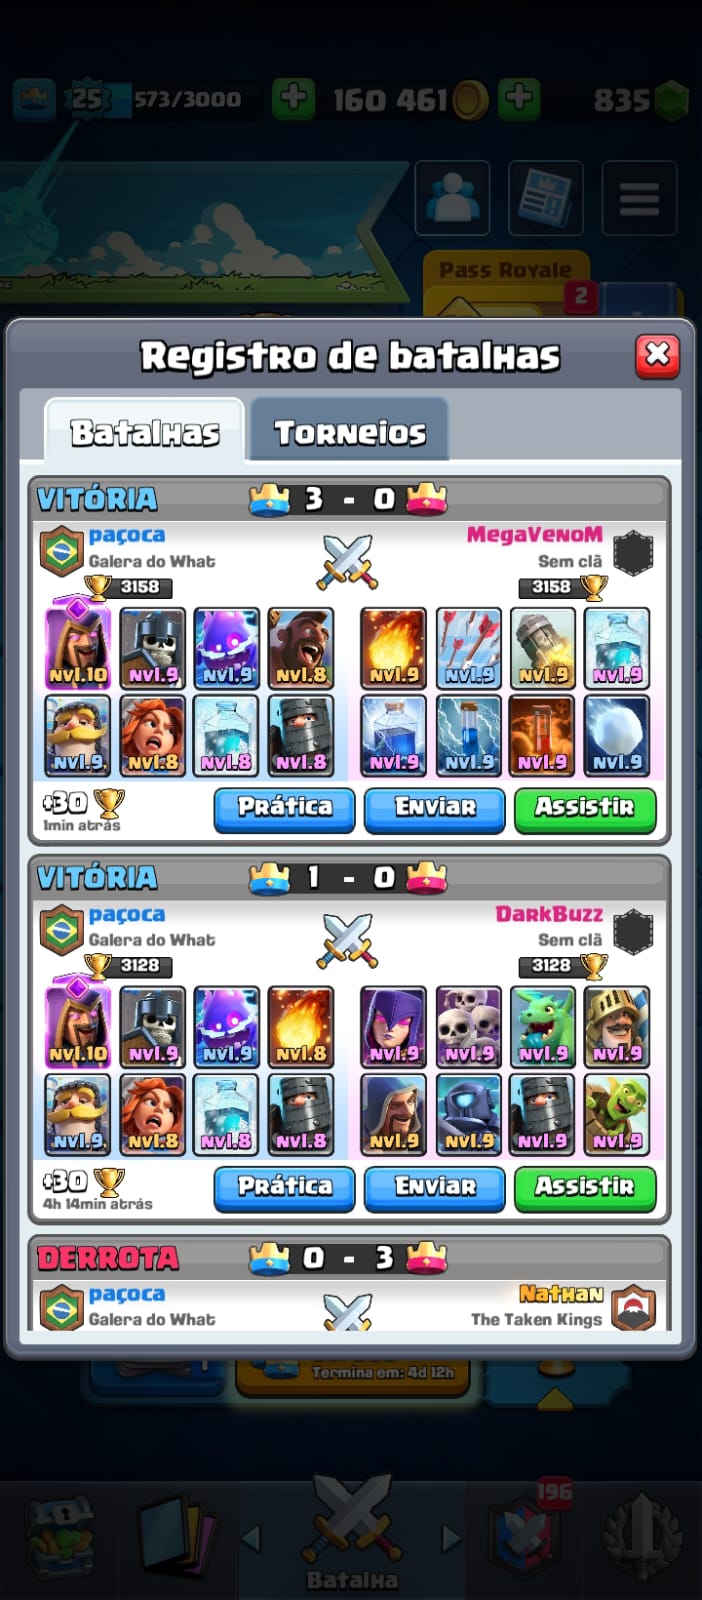 25 573/3000 160 461 835
Pass Royale
2
Registro de batalhas
Batalhas Torneios
VITÓRIA 3 - 0
paçoca MegaVenoM
Galera do What Sem clã
3158 3158
Nvl.10 Nvl.9 Nvl.9 Nvl.8 Nvl.9 Nvl.9 Nvl.9 Nvl.9
Nvl.9 Nvl.8 Nvl.8 Nvl.8 Nvl.9 Nvl.9 Nvl.9 Nvl.9
+30
1min atrás
Prática Enviar Assistir
VITÓRIA 1 - 0
paçoca DarkBuzz
Galera do What Sem clã
3128 3128
Nvl.10 Nvl.9 Nvl.9 Nvl.8 Nvl.9 Nvl.9 Nvl.9 Nvl.9
Nvl.9 Nvl.8 Nvl.8 Nvl.8 Nvl.9 Nvl.9 Nvl.9 Nvl.9
+30
4h 14min atrás
Prática Enviar Assistir
DERROTA 0 - 3
paçoca Nathan
Galera do What The Taken Kings
Termina em: 4d 12h
196
Batalha